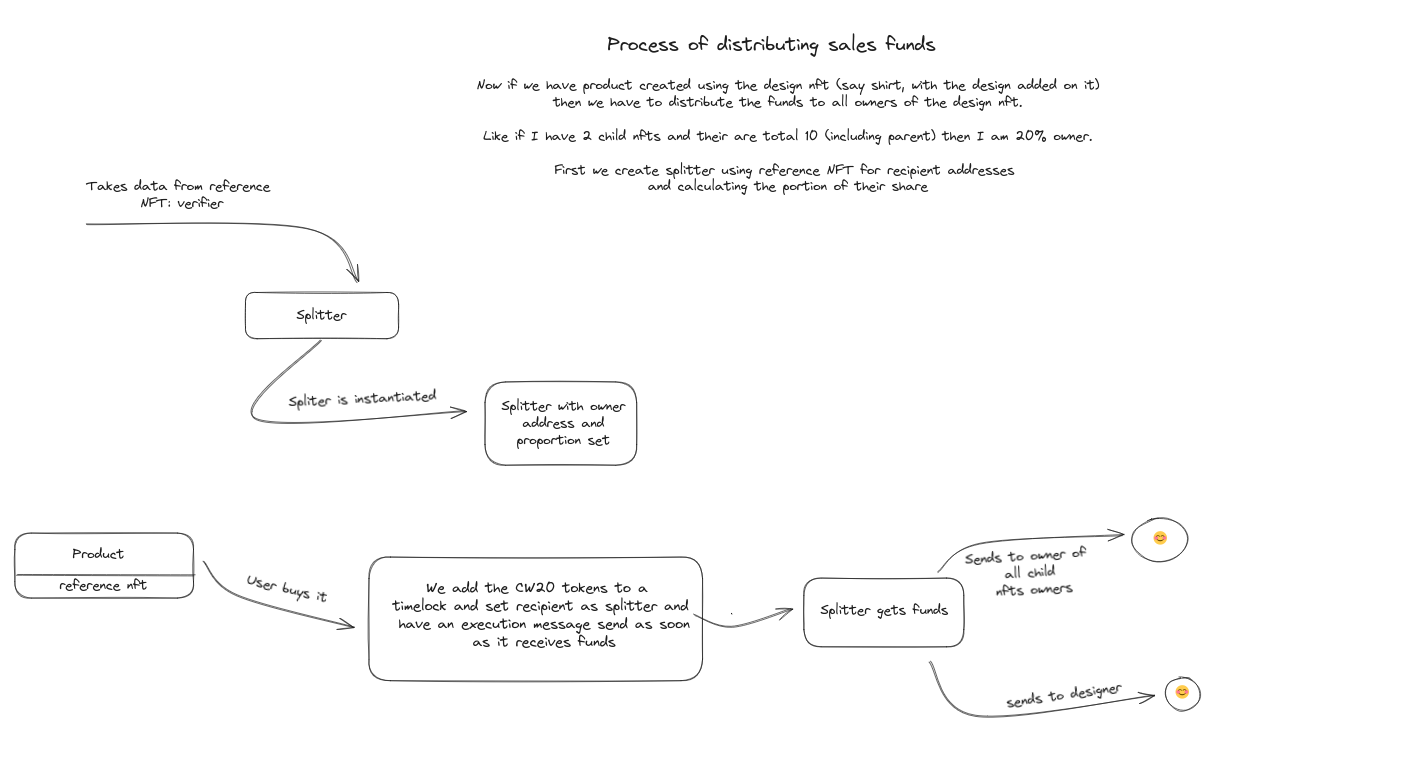 Process of distributing sales funds
Now if we have product created using the design nft (say shirt, with the design added on it)
then we have to distribute the funds to all owners of the design nft.
Like if I have 2 child nfts and their are total 10 (including parent) then I am 20% owner.
First we create splitter using reference NFT for recipient addresses
and calculating the portion of their share
Takes data from reference
NFT: verifier
Splitter
Spliter is instantiated
Splitter with owner
address and
proportion set
Product
reference nft
User buys it
We add the CW20 tokens to a
timelock and set recipient as splitter and
have an execution message send as soon
as it receives funds
Splitter gets funds
Sends to owner of
all child
nfts owners
sends to designer